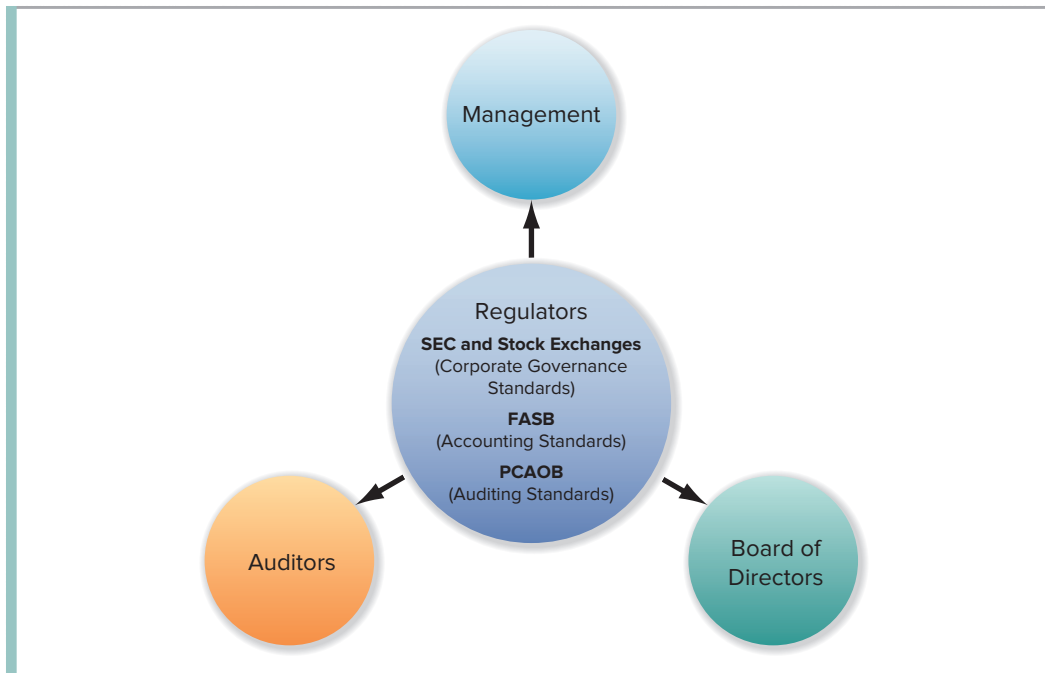 Management
Regulators
SEC and Stock Exchanges
(Corporate Governance
Standards)
FASB
(Accounting Standards)
PCAOB
(Auditing Standards)
Auditors
Board of
Directors